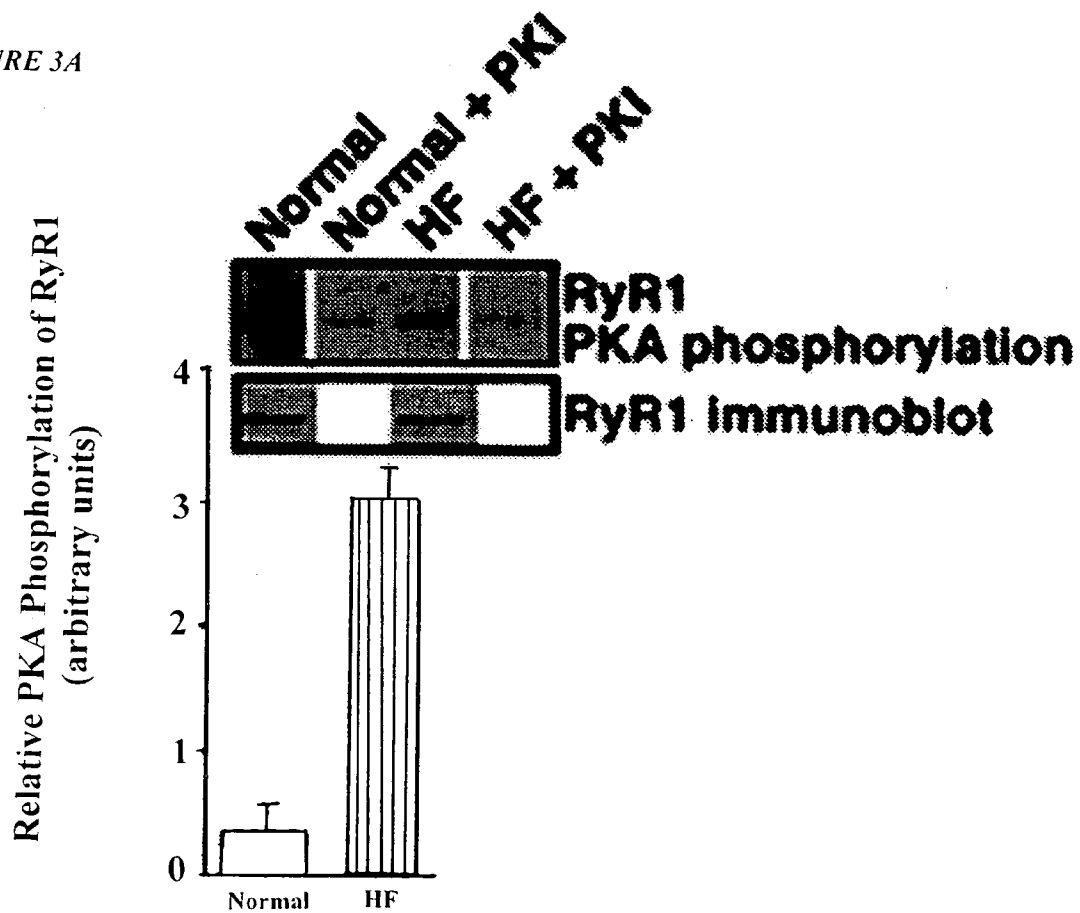 URE 3A
Normal
Normal + PKI
HF
HF + PKI
RyR1
PKA phosphorylation
RyR1 immunoblot
Relative PKA Phosphorylation of RyR1
(arbitrary units)
4
3
2
1
0
Normal
HF